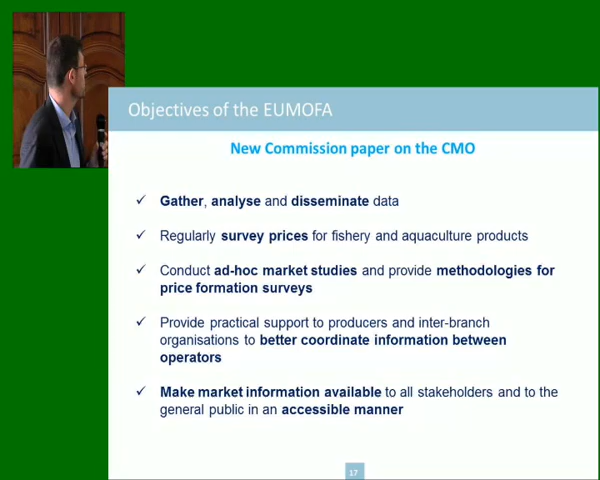 Objectives of the EUMOFA
New Commission paper on the CMO
Gather, analyse and disseminate data
Regularly survey prices for fishery and aquaculture products
Conduct ad-hoc market studies and provide methodologies for
price formation surveys
Provide practical support to producers and inter-branch
organisations to better coordinate information between
operators
Make market information available to all stakeholders and to the
general public in an accessible manner
17